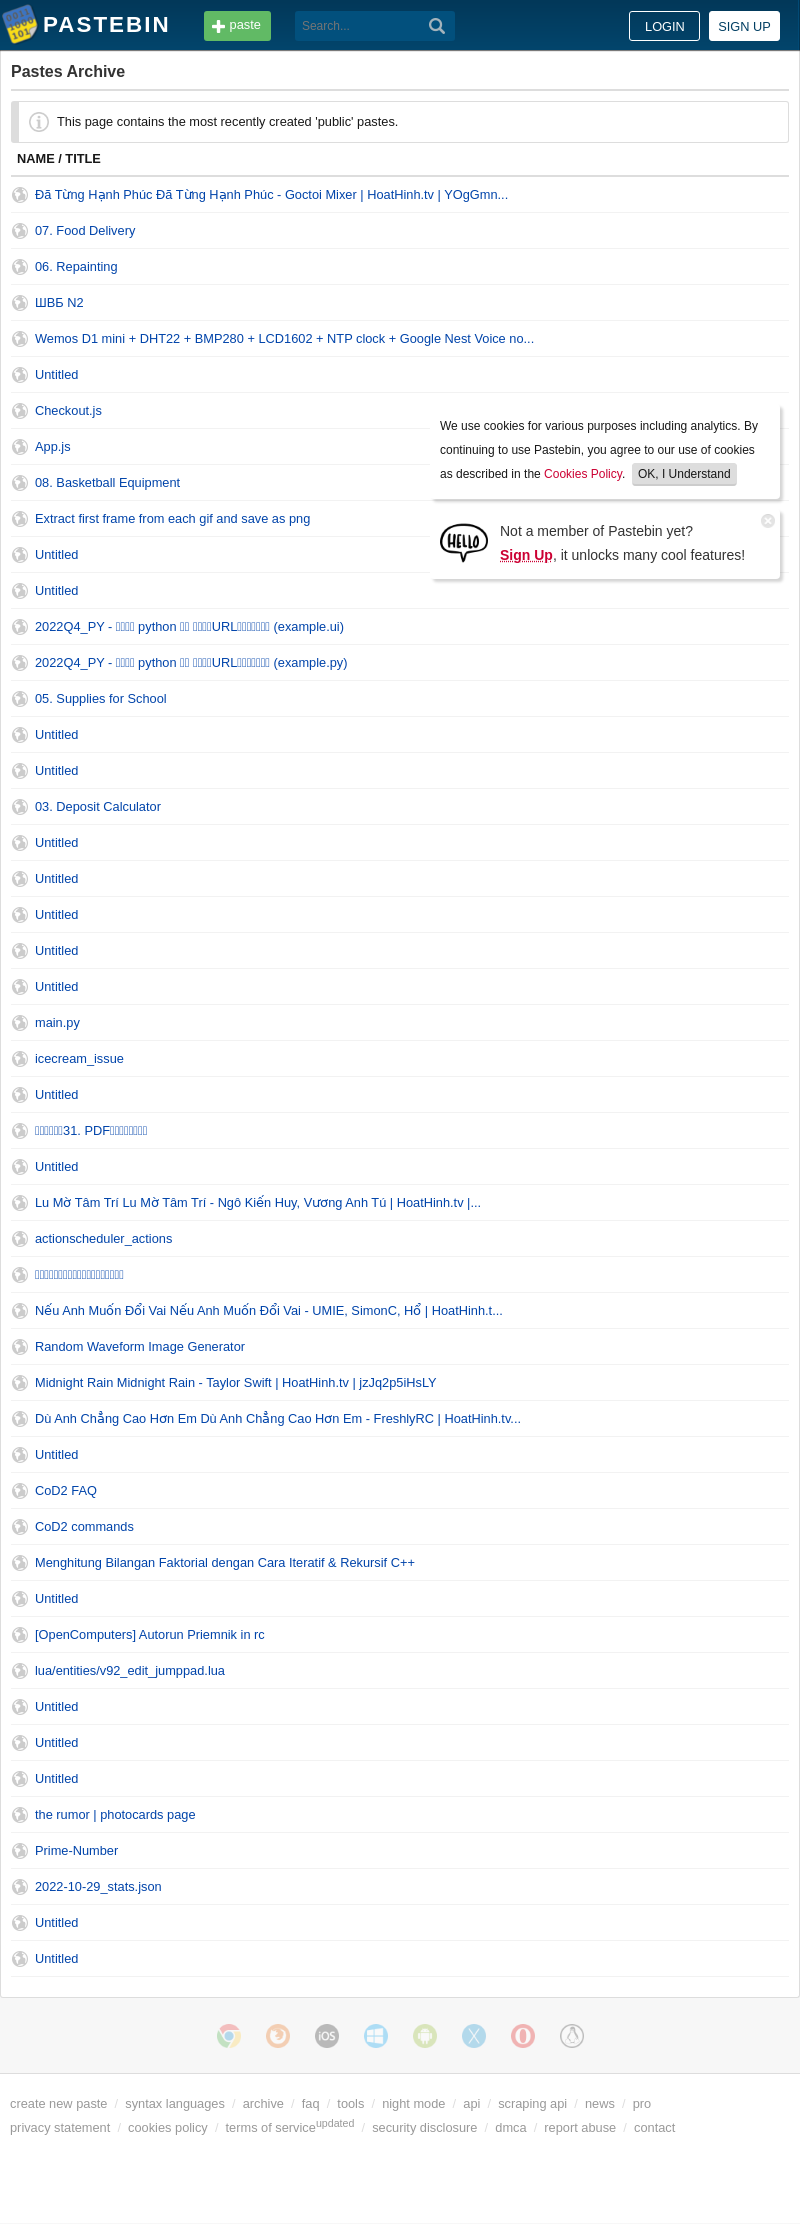 PASTEBIN
paste
Search...
LOGIN
SIGN UP
Pastes Archive
This page contains the most recently created 'public' pastes.
NAME / TITLE
Đã Từng Hạnh Phúc Đã Từng Hạnh Phúc - Goctoi Mixer | HoatHinh.tv | YOgGmn...
07. Food Delivery
06. Repainting
ШВБ N2
Wemos D1 mini + DHT22 + BMP280 + LCD1602 + NTP clock + Google Nest Voice no...
Untitled
Checkout.js
App.js
08. Basketball Equipment
Extract first frame from each gif and save as png
We use cookies for various purposes including analytics. By
continuing to use Pastebin, you agree to our use of cookies
as described in the Cookies Policy. OK, I Understand
HELLO
Not a member of Pastebin yet?
Sign Up, it unlocks many cool features!
Untitled
Untitled
2022Q4_PY - python URL (example.ui)
2022Q4_PY - python URL (example.py)
05. Supplies for School
Untitled
Untitled
03. Deposit Calculator
Untitled
Untitled
Untitled
Untitled
Untitled
main.py
icecream_issue
Untitled
31. PDF
Untitled
Lu Mờ Tâm Trí Lu Mờ Tâm Trí - Ngô Kiến Huy, Vương Anh Tú | HoatHinh.tv |...
actionscheduler_actions
Nếu Anh Muốn Đổi Vai Nếu Anh Muốn Đổi Vai - UMIE, SimonC, Hổ | HoatHinh.t...
Random Waveform Image Generator
Midnight Rain Midnight Rain - Taylor Swift | HoatHinh.tv | jzJq2p5iHsLY
Dù Anh Chẳng Cao Hơn Em Dù Anh Chẳng Cao Hơn Em - FreshlyRC | HoatHinh.tv...
Untitled
CoD2 FAQ
CoD2 commands
Menghitung Bilangan Faktorial dengan Cara Iteratif & Rekursif C++
Untitled
[OpenComputers] Autorun Priemnik in rc
lua/entities/v92_edit_jumppad.lua
Untitled
Untitled
Untitled
the rumor | photocards page
Prime-Number
2022-10-29_stats.json
Untitled
Untitled
iOS
create new paste / syntax languages / archive / faq / tools / night mode / api / scraping api / news / pro
privacy statement / cookies policy / terms of service updated / security disclosure / dmca / report abuse / contact